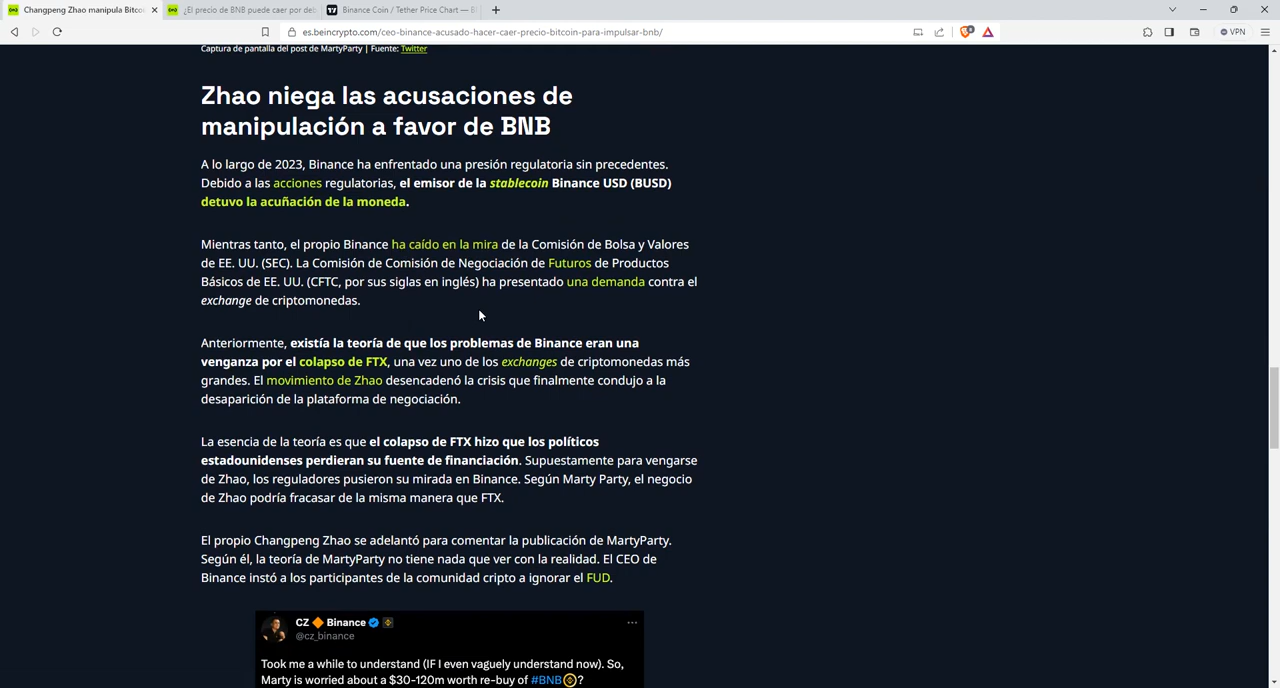 Changpeng Zhao manipula Bitco
¿El precio de BNB puede caer por deb
Binance Coin / Tether Price Chart — B
es.beincrypto.com/ceo-binance-acusado-hacer-caer-precio-bitcoin-para-impulsar-bnb/
VPN
Captura de pantalla del post de MartyParty | Fuente: Twitter
Zhao niega las acusaciones de
manipulación a favor de BNB
A lo largo de 2023, Binance ha enfrentado una presión regulatoria sin precedentes.
Debido a las acciones regulatorias, el emisor de la stablecoin Binance USD (BUSD)
detuvo la acuñación de la moneda.
Mientras tanto, el propio Binance ha caído en la mira de la Comisión de Bolsa y Valores
de EE. UU. (SEC). La Comisión de Comisión de Negociación de Futuros de Productos
Básicos de EE. UU. (CFTC, por sus siglas en inglés) ha presentado una demanda contra el
exchange de criptomonedas.
Anteriormente, existía la teoría de que los problemas de Binance eran una
venganza por el colapso de FTX, una vez uno de los exchanges de criptomonedas más
grandes. El movimiento de Zhao desencadenó la crisis que finalmente condujo a la
desaparición de la plataforma de negociación.
La esencia de la teoría es que el colapso de FTX hizo que los políticos
estadounidenses perdieran su fuente de financiación. Supuestamente para vengarse
de Zhao, los reguladores pusieron su mirada en Binance. Según Marty Party, el negocio
de Zhao podría fracasar de la misma manera que FTX.
El propio Changpeng Zhao se adelantó para comentar la publicación de MartyParty.
Según él, la teoría de MartyParty no tiene nada que ver con la realidad. El CEO de
Binance instó a los participantes de la comunidad cripto a ignorar el FUD.
CZ 🔶 Binance
@cz_binance
Took me a while to understand (IF I even vaguely understand now). So,
Marty is worried about a $30-120m worth re-buy of #BNB?